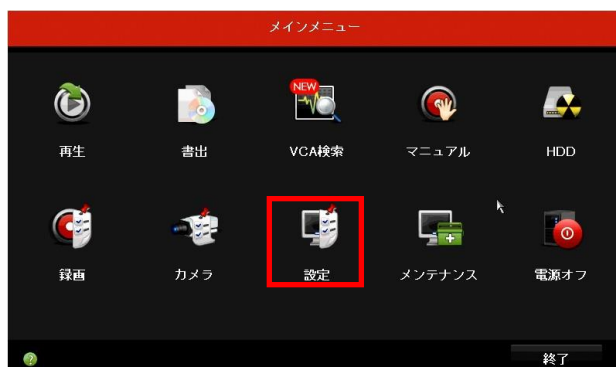 メインメニュー
NEW
再生 書出 VCA検索 マニュアル HDD
録画 カメラ 設定 メンテナンス 電源オフ
? 終了